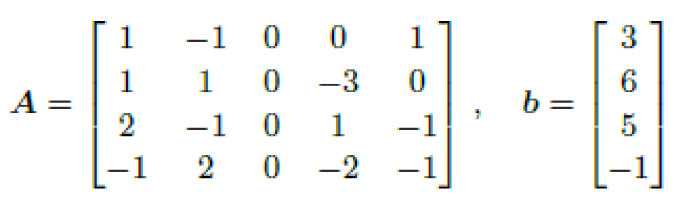 A = [ 1 −1 0 0 1 ; 1 1 0 −3 0 ; 2 −1 0 1 −1 ; −1 2 0 −2 −1 ] , b = [ 3 ; 6 ; 5 ; −1 ]